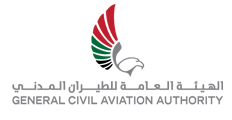 الهيئة العامة للطيران المدني
GENERAL CIVIL AVIATION AUTHORITY